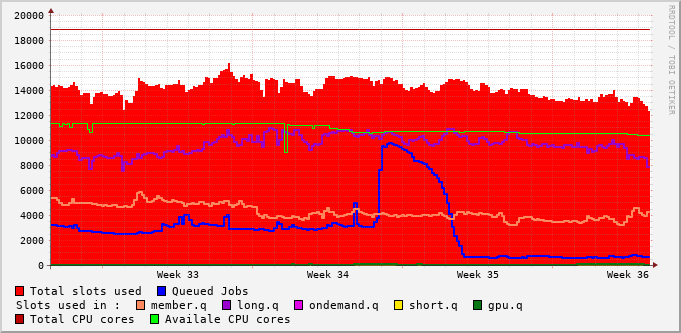 20000
18000
16000
14000
12000
10000
8000
6000
4000
2000
0
Week 33 Week 34 Week 35 Week 36
Total slots used Queued Jobs
Slots used in : member.q long.q ondemand.q short.q gpu.q
Total CPU cores Availale CPU cores
RRDTOOL / TOBI OETIKER